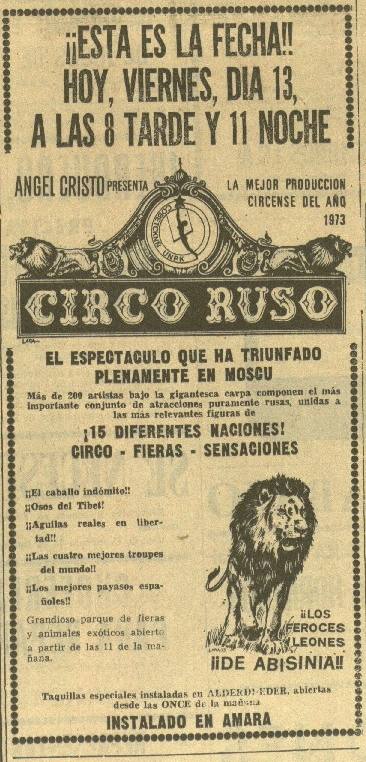 ¡¡ESTA ES LA FECHA!!
HOY, VIERNES, DIA 13,
A LAS 8 TARDE Y 11 NOCHE
ANGEL CRISTO PRESENTA
LA MEJOR PRODUCCION
CIRCENSE DEL AÑO
1973
CIRCO RUSO
EL ESPECTACULO QUE HA TRIUNFADO
PLENAMENTE EN MOSCU
Más de 200 artistas bajo la gigantesca carpa componen el más
importante conjunto de atracciones puramente rusas, unidas a
las más relevantes figuras de
¡15 DIFERENTES NACIONES!
CIRCO - FIERAS - SENSACIONES
¡¡El caballo indómito!!
¡¡Osos del Tibet!
¡¡Aguilas reales en liber-
tad!!
¡¡Las cuatro mejores troupes
del mundo!!
¡¡Los mejores payasos espa-
ñoles!!
Grandioso parque de fieras
y animales exóticos abierto
a partir de las 11 de la ma-
ñana.
¡¡LOS
FEROCES
LEONES
¡¡DE ABISINIA!!
Taquillas especiales instaladas en ALDERDI-EDER, abiertas
desde las ONCE de la mañana
INSTALADO EN AMARA